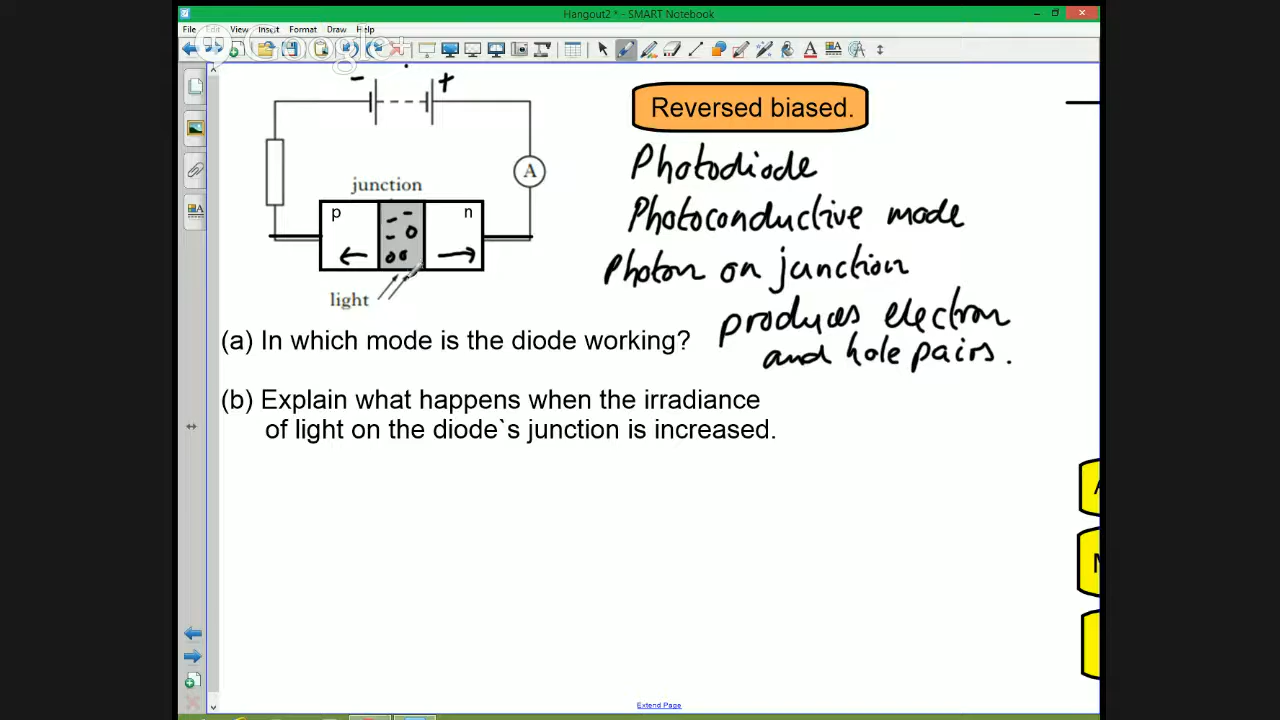 Hangout2 * - SMART Notebook
File Edit View Insert Format Draw Help
Google+
- +
Reversed biased.
A
junction
p n
light
Photodiode
Photoconductive mode
Photon on junction
produces electron
and hole pairs.
(a) In which mode is the diode working?
(b) Explain what happens when the irradiance
of light on the diode`s junction is increased.
Extend Page